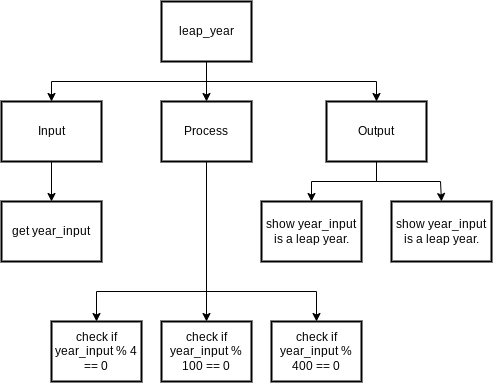 leap_year
Input
Process
Output
get year_input
show year_input
is a leap year.
show year_input
is a leap year.
check if
year_input % 4
== 0
check if
year_input %
100 == 0
check if
year_input %
400 == 0